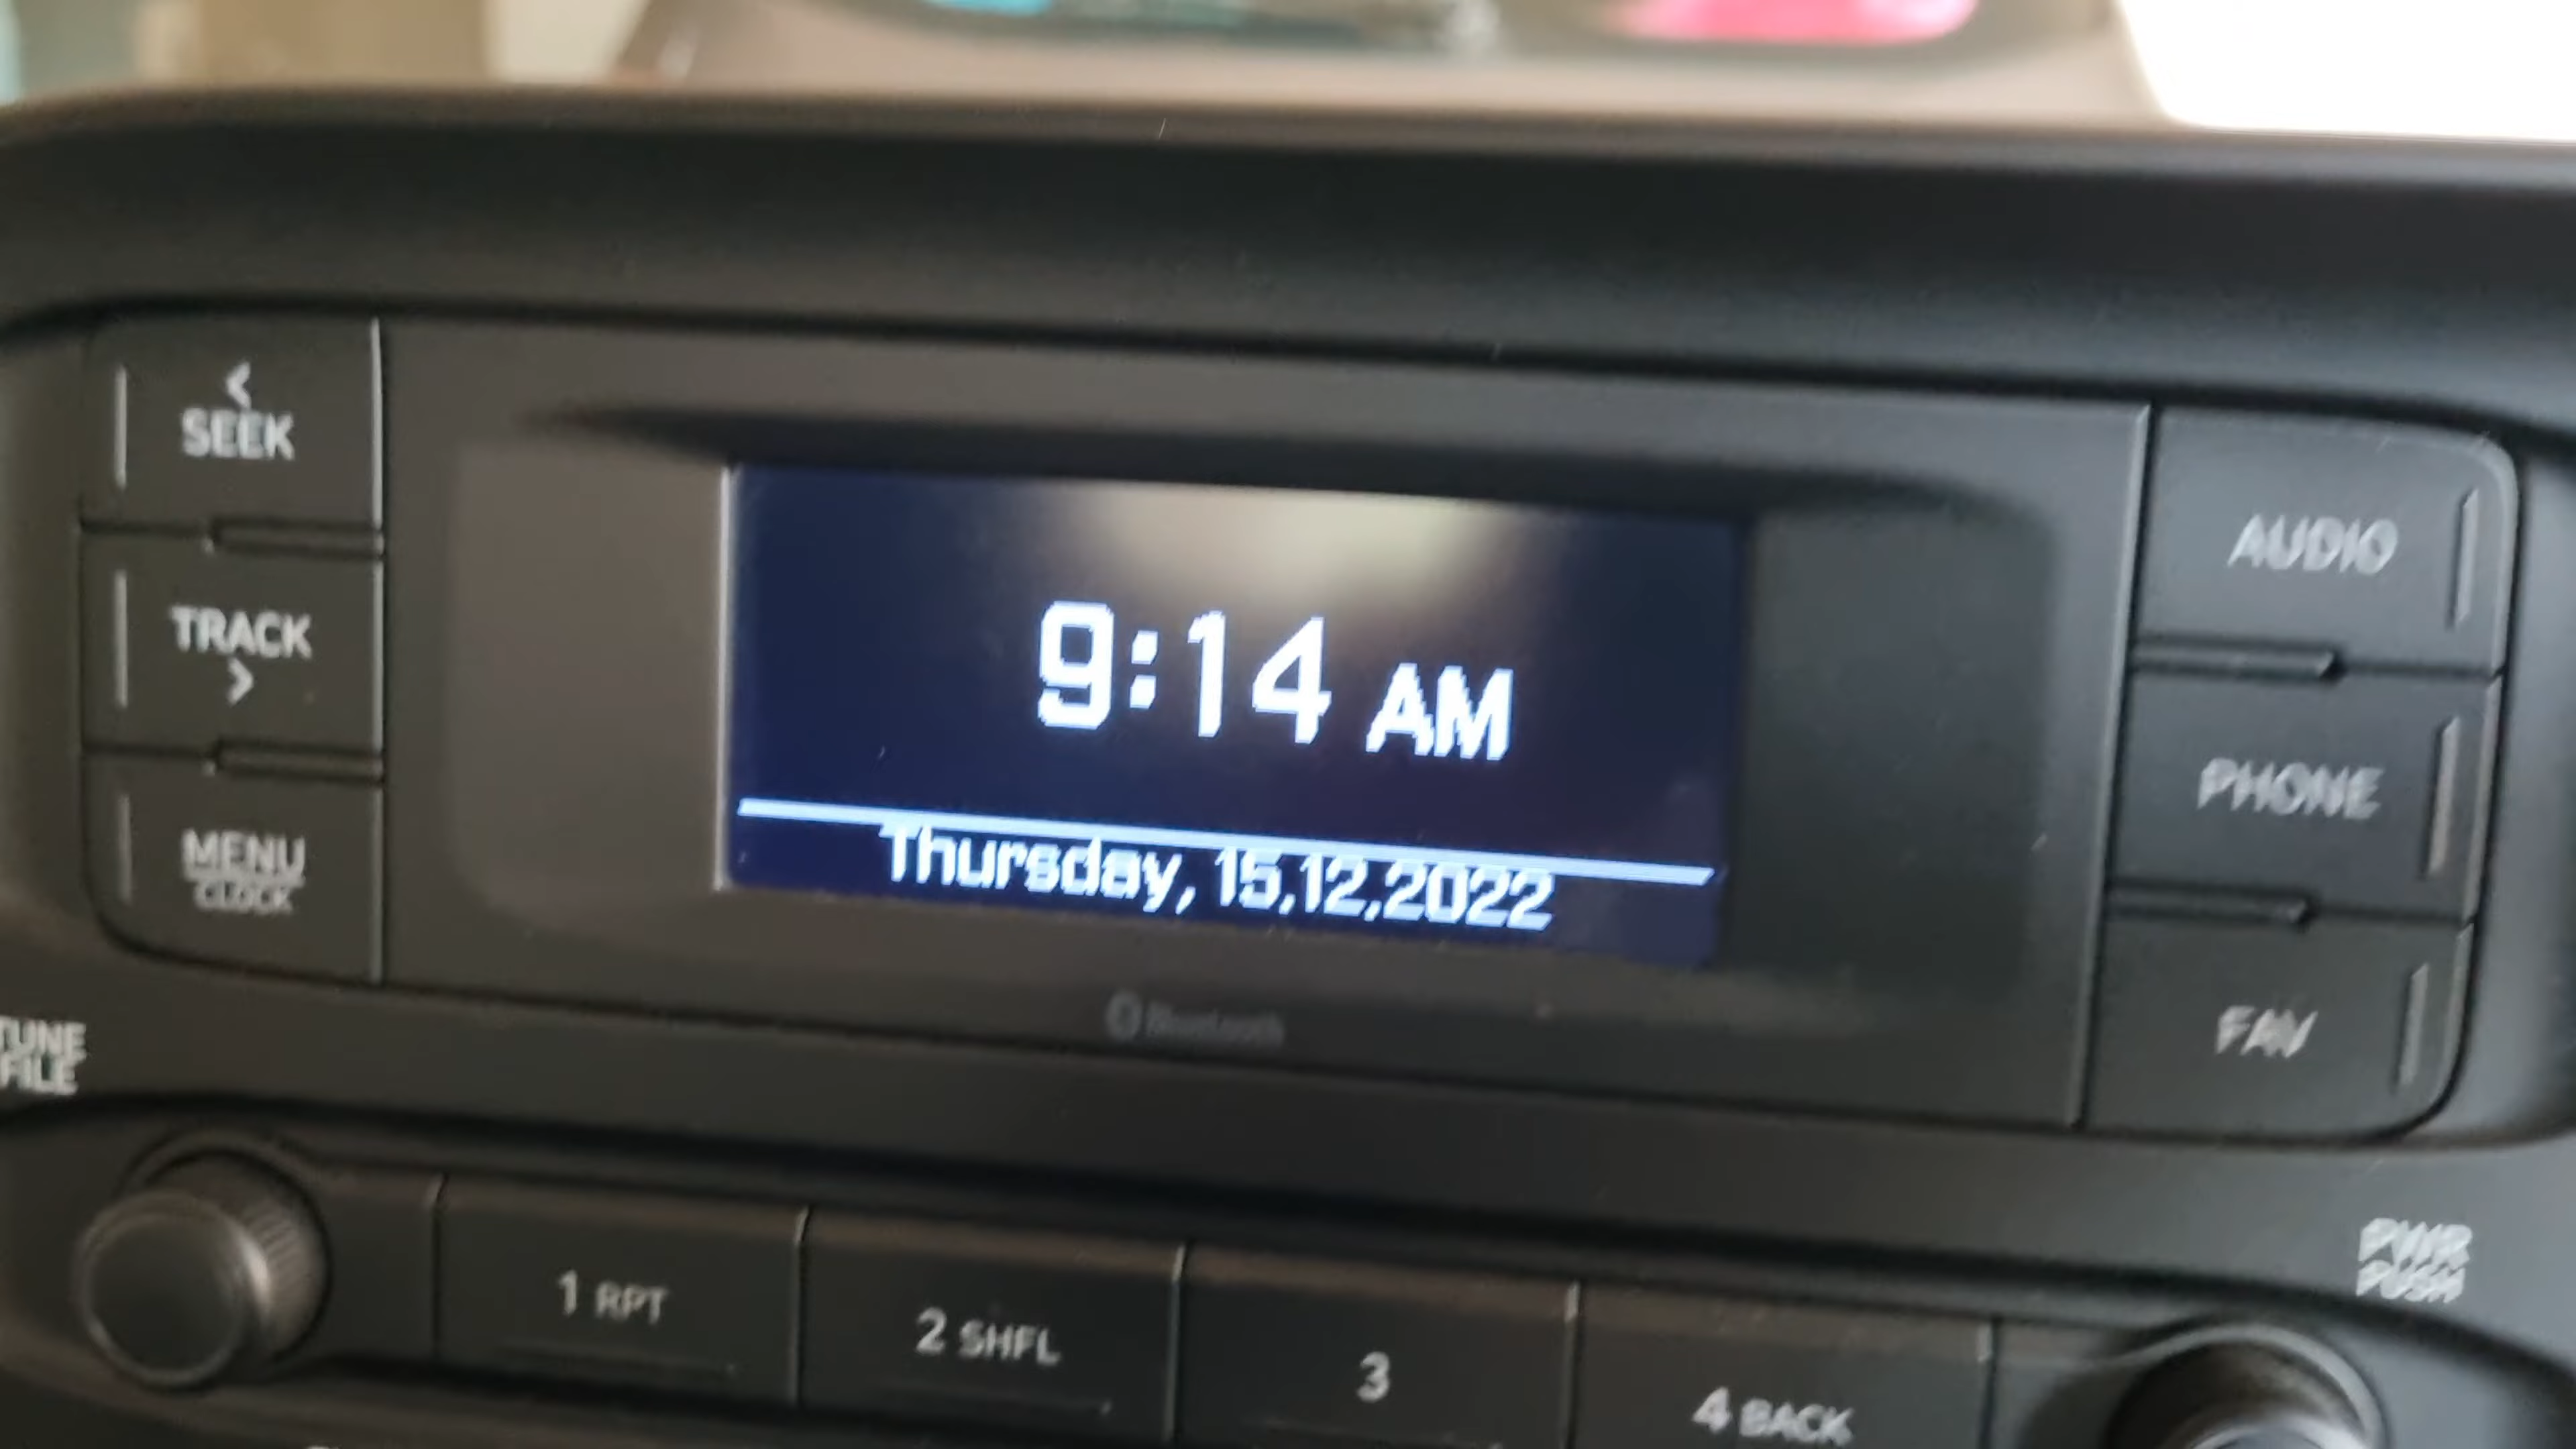 <
SEEK
TRACK
>
MENU
CLOCK
9:14 AM
Thursday, 15,12,2022
Bluetooth
AUDIO
PHONE
FAV
TUNE
FILE
PWR
PUSH
1 RPT
2 SHFL
3
4 BACK